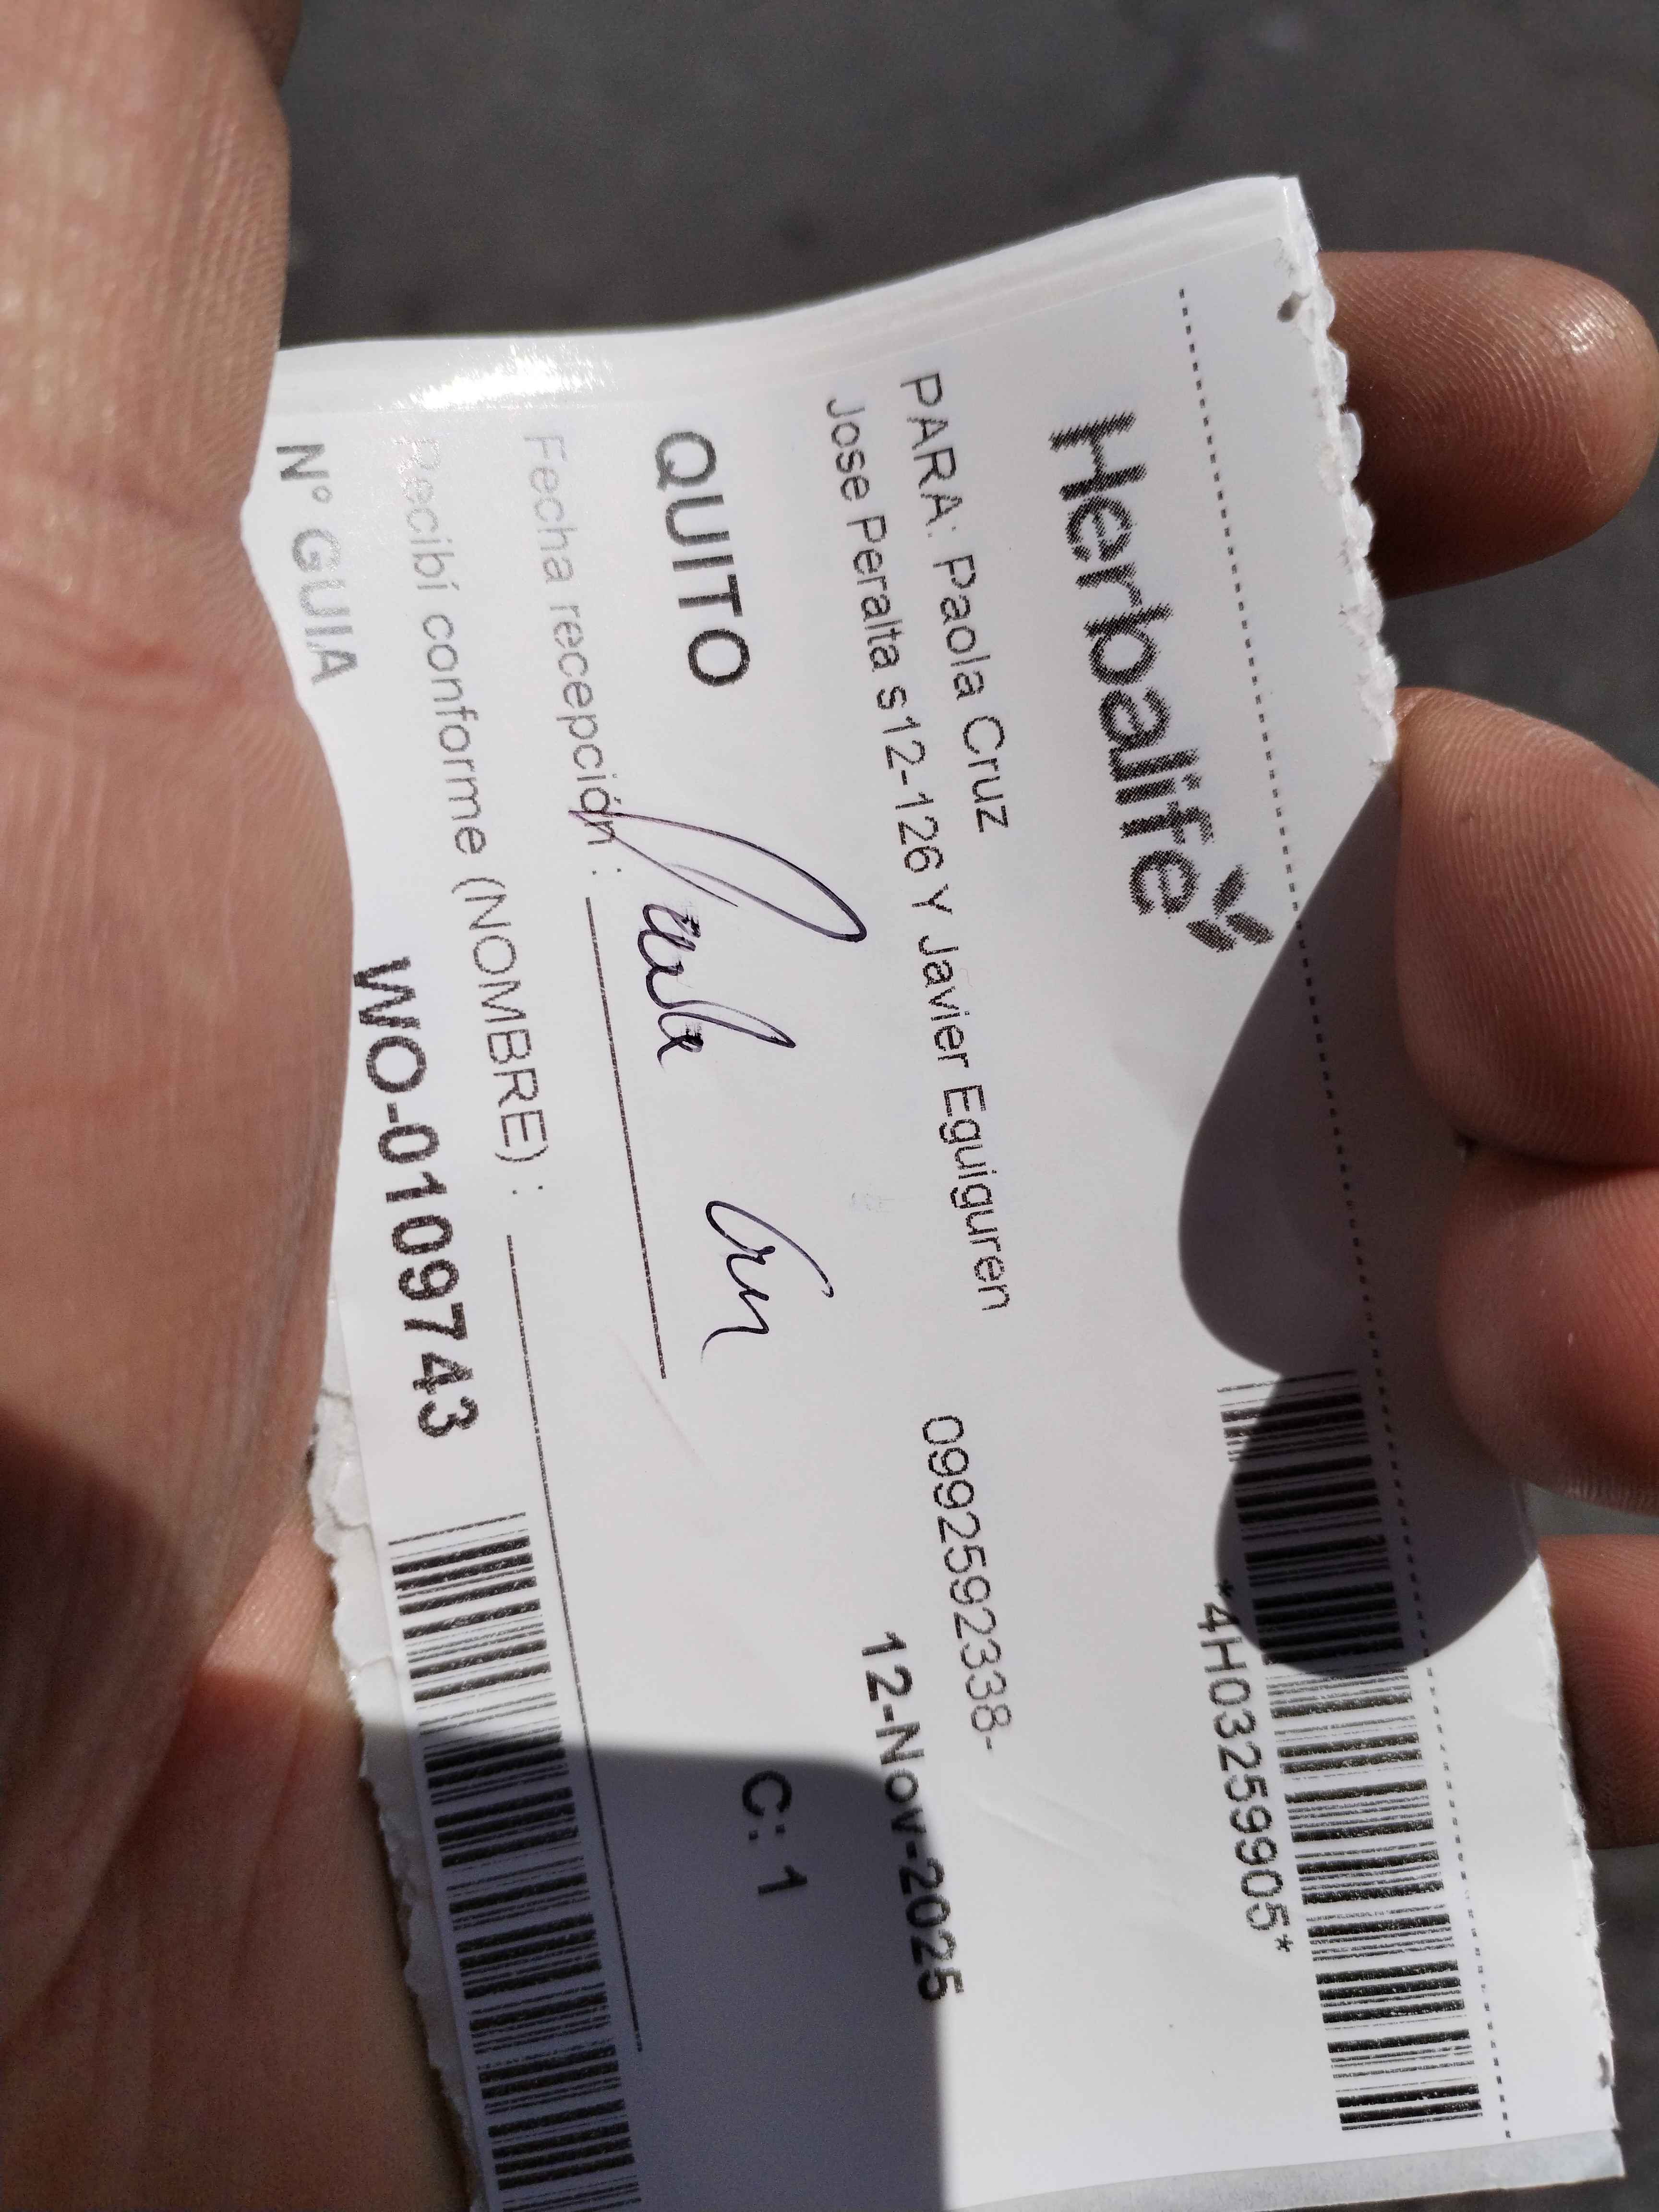 Herbalife
*4H03259905*
PARA: Paola Cruz 0992592338-
Jose Peralta s12-126 Y Javier Eguiguren
12-Nov-2025
QUITO C: 1
Paola Cruz
Fecha recepción :
Recibí conforme (NOMBRE) :
N° GUIA WO-0109743